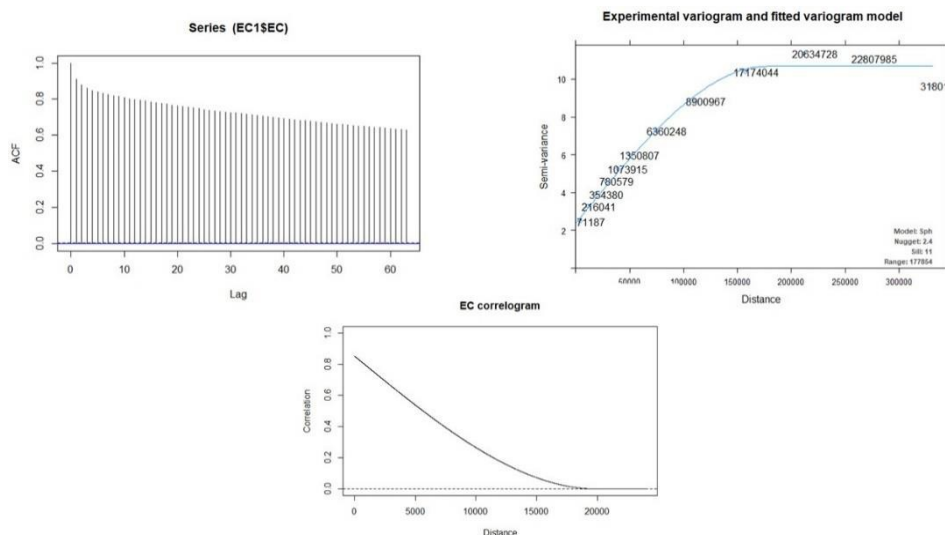 Series (EC1$EC)
ACF
1.0
0.8
0.6
0.4
0.2
0.0
0 10 20 30 40 50 60
Lag
Experimental variogram and fitted variogram model
Semi-variance
10
8
6
4
2
20634728
22807985
17174044
31801
8900967
6360248
1350807
1073915
780579
354380
216041
71187
Model: Sph
Nugget: 2.4
Sill: 11
Range: 177854
50000 100000 150000 200000 250000 300000
Distance
EC correlogram
Correlation
1.0
0.8
0.6
0.4
0.2
0.0
0 5000 10000 15000 20000
Distance